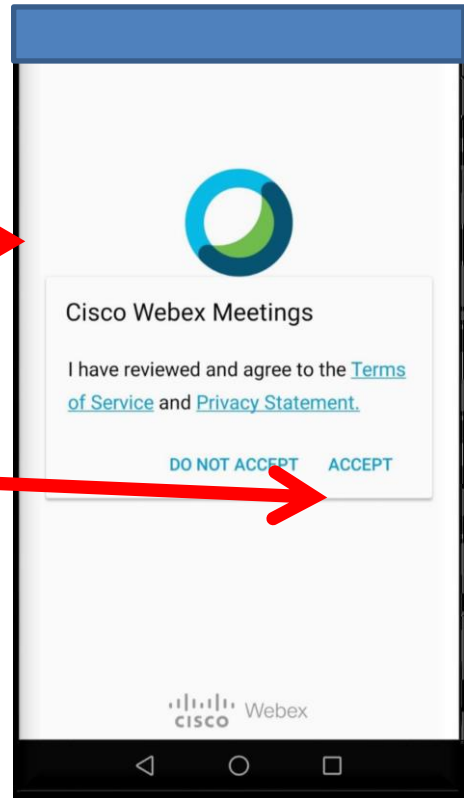 Cisco Webex Meetings
I have reviewed and agree to the Terms
of Service and Privacy Statement.
DO NOT ACCEPT ACCEPT
CISCO Webex